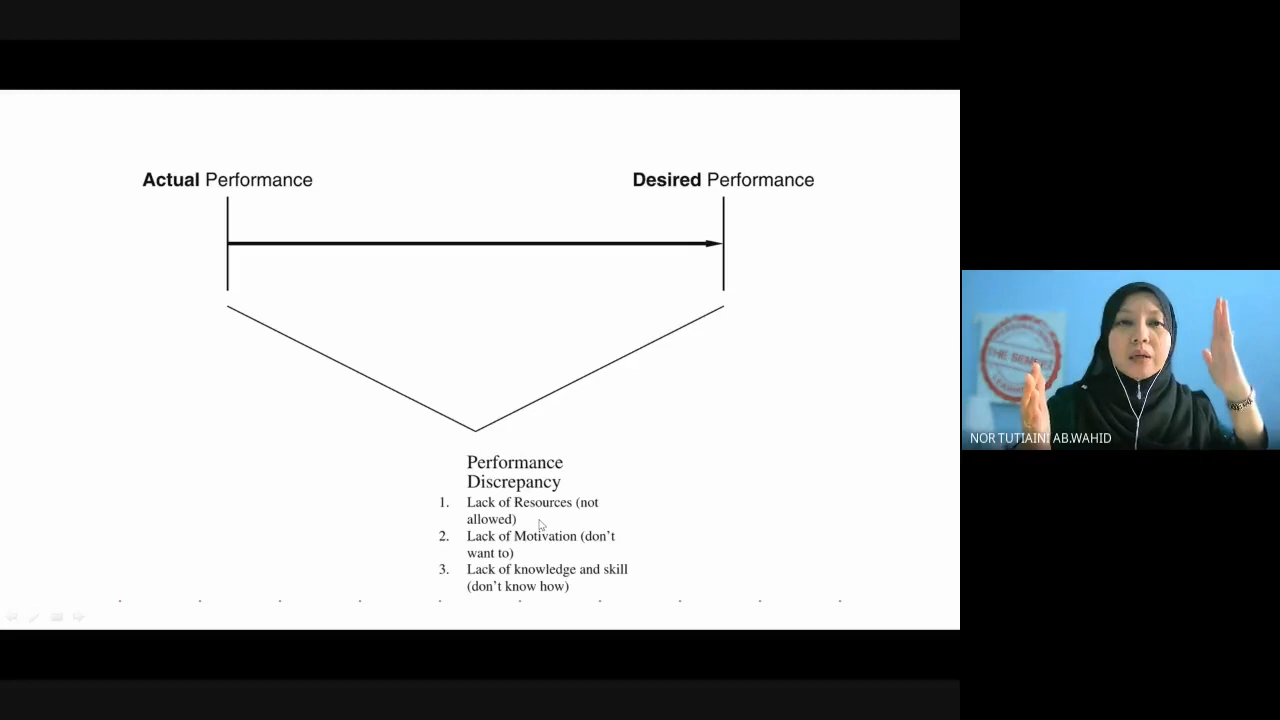 Actual Performance
Desired Performance
Performance
Discrepancy
1. Lack of Resources (not
allowed)
2. Lack of Motivation (don't
want to)
3. Lack of knowledge and skill
(don't know how)
NOR TUTIAINI AB.WAHID